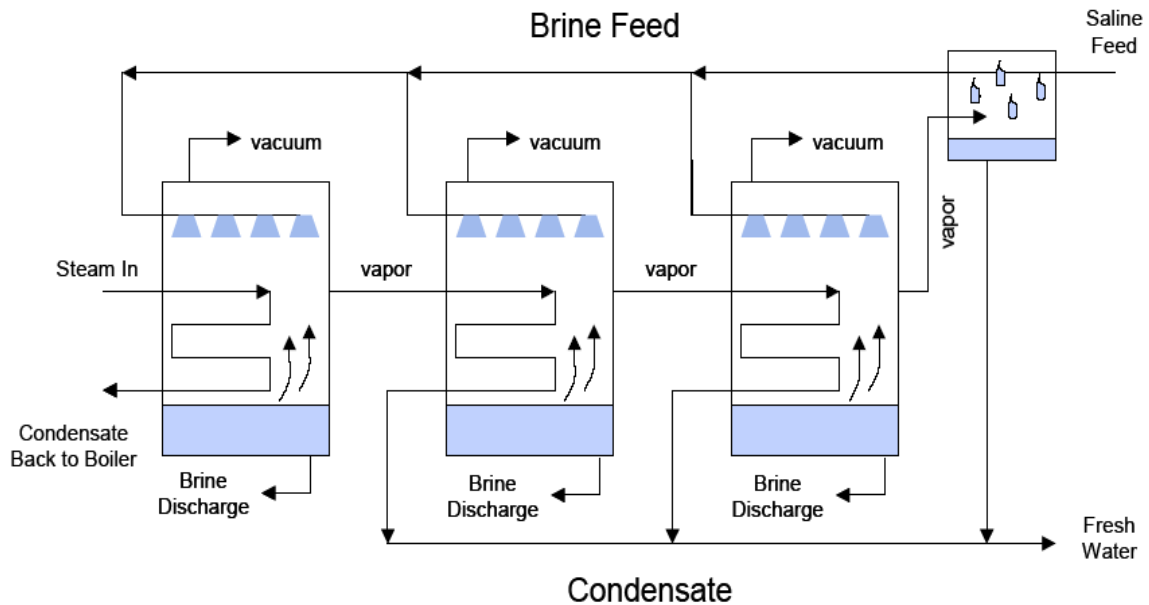 Brine Feed
Saline
Feed
vacuum
vacuum
vacuum
vapor
Steam In
vapor
vapor
Condensate
Back to Boiler
Brine
Discharge
Brine
Discharge
Brine
Discharge
Fresh
Water
Condensate